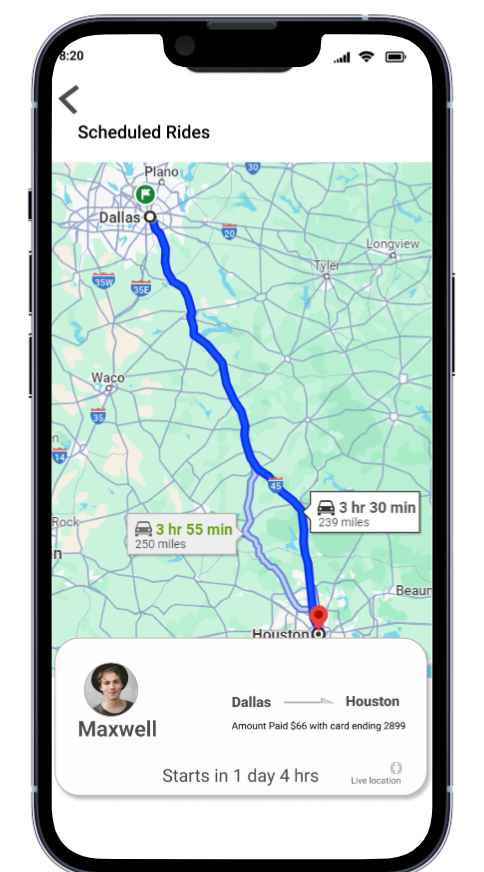 8:20
Scheduled Rides
Plano
30
Dallas
20
Longview
Tyler
35W
35E
Waco
35
14
45
3 hr 30 min
239 miles
Rock
3 hr 55 min
250 miles
n
Beaun
Houston
Dallas
Houston
Maxwell
Amount Paid $66 with card ending 2899
Starts in 1 day 4 hrs
Live location